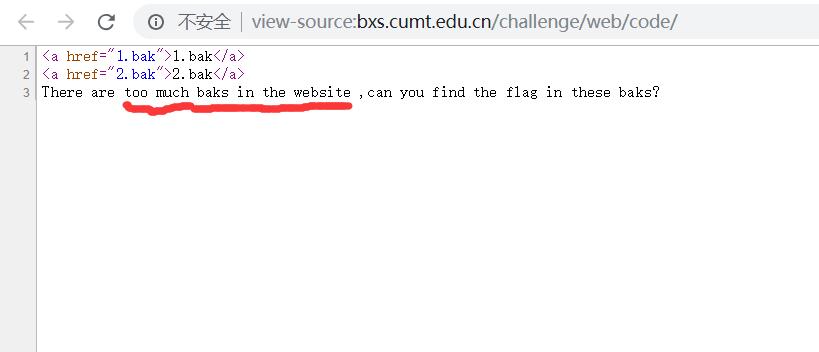 不安全 view-source:bxs.cumt.edu.cn/challenge/web/code/
1 <a href="1.bak">1.bak</a>
2 <a href="2.bak">2.bak</a>
3 There are too much baks in the website ,can you find the flag in these baks?